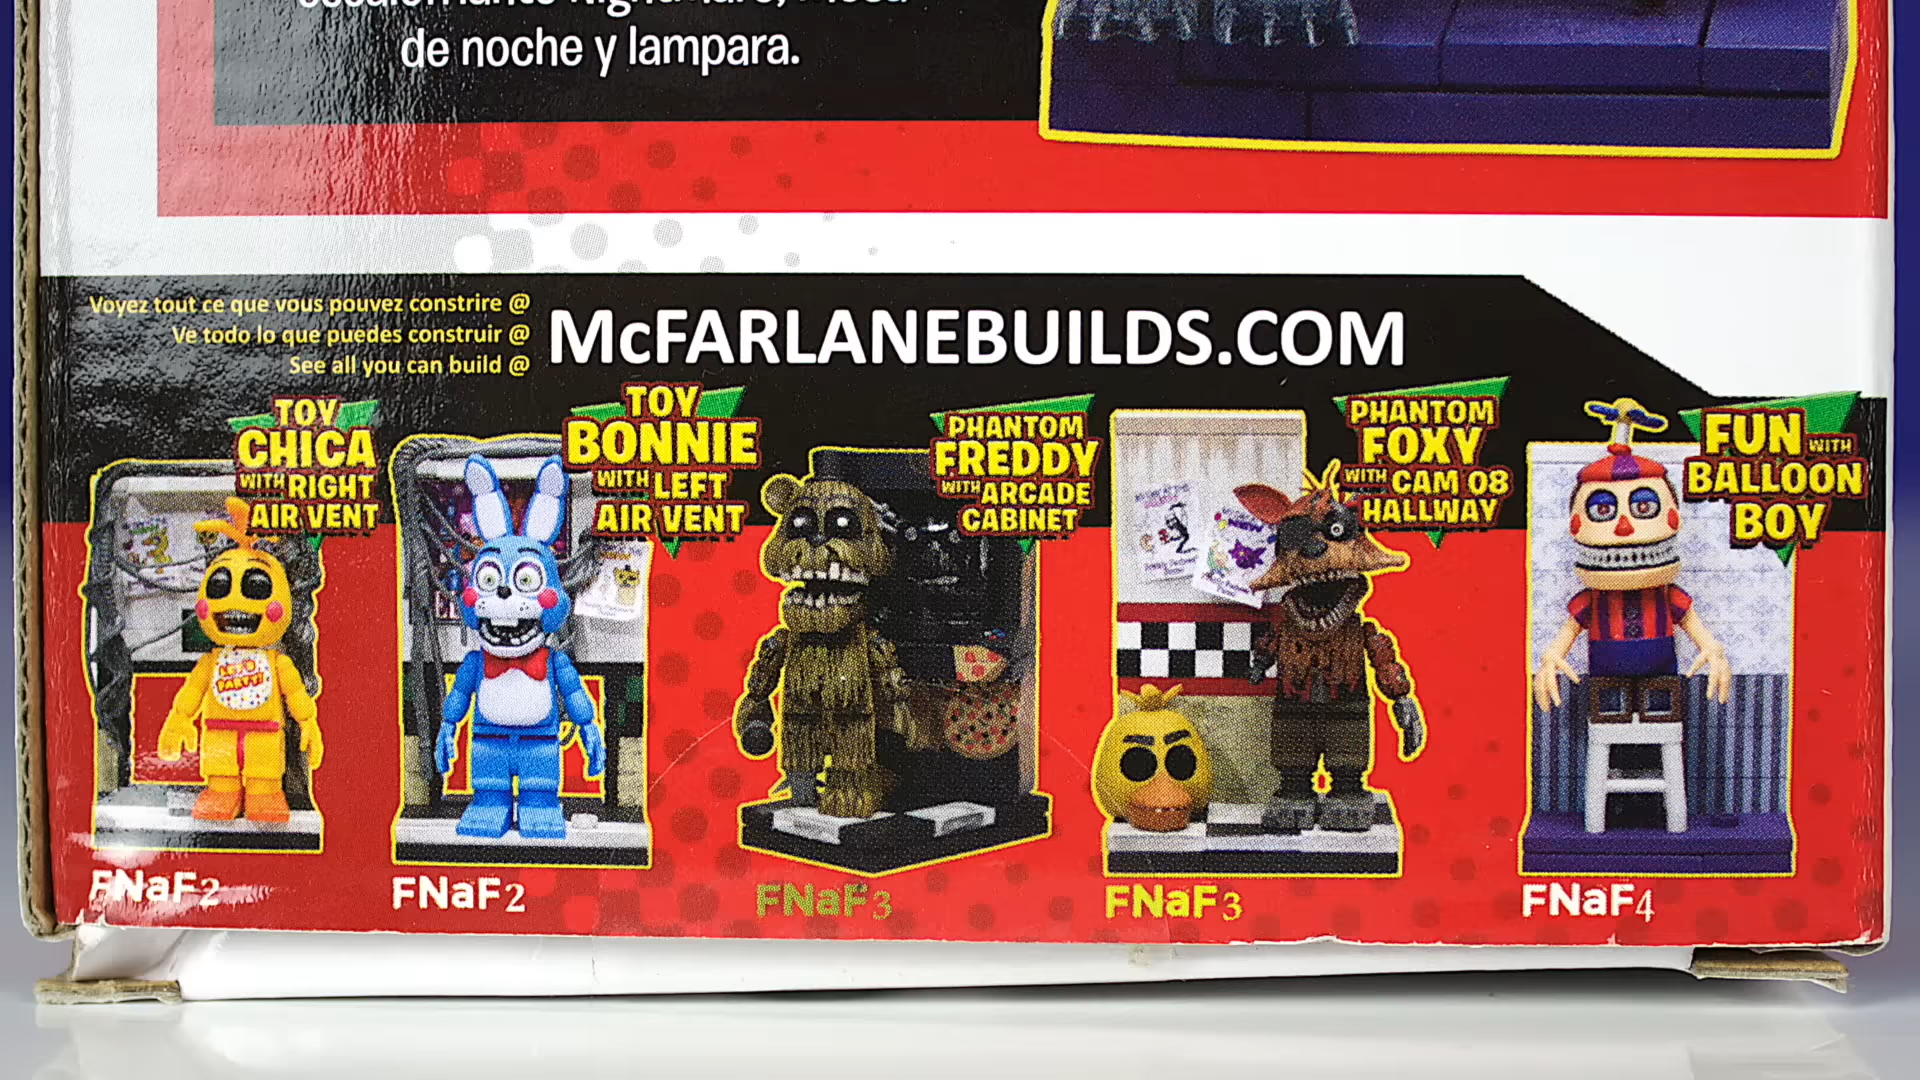 de noche y lampara.
Voyez tout ce que vous pouvez constrire @
Ve todo lo que puedes construir @
See all you can build @
McFARLANEBUILDS.COM
TOY
CHICA
WITH RIGHT
AIR VENT
TOY
BONNIE
WITH LEFT
AIR VENT
PHANTOM
FREDDY
WITH ARCADE
CABINET
PHANTOM
FOXY
WITH CAM 08
HALLWAY
FUN WITH
BALLOON
BOY
LET'S
PARTY!
FNaF2
FNaF2
FNaF3
FNaF3
FNaF4